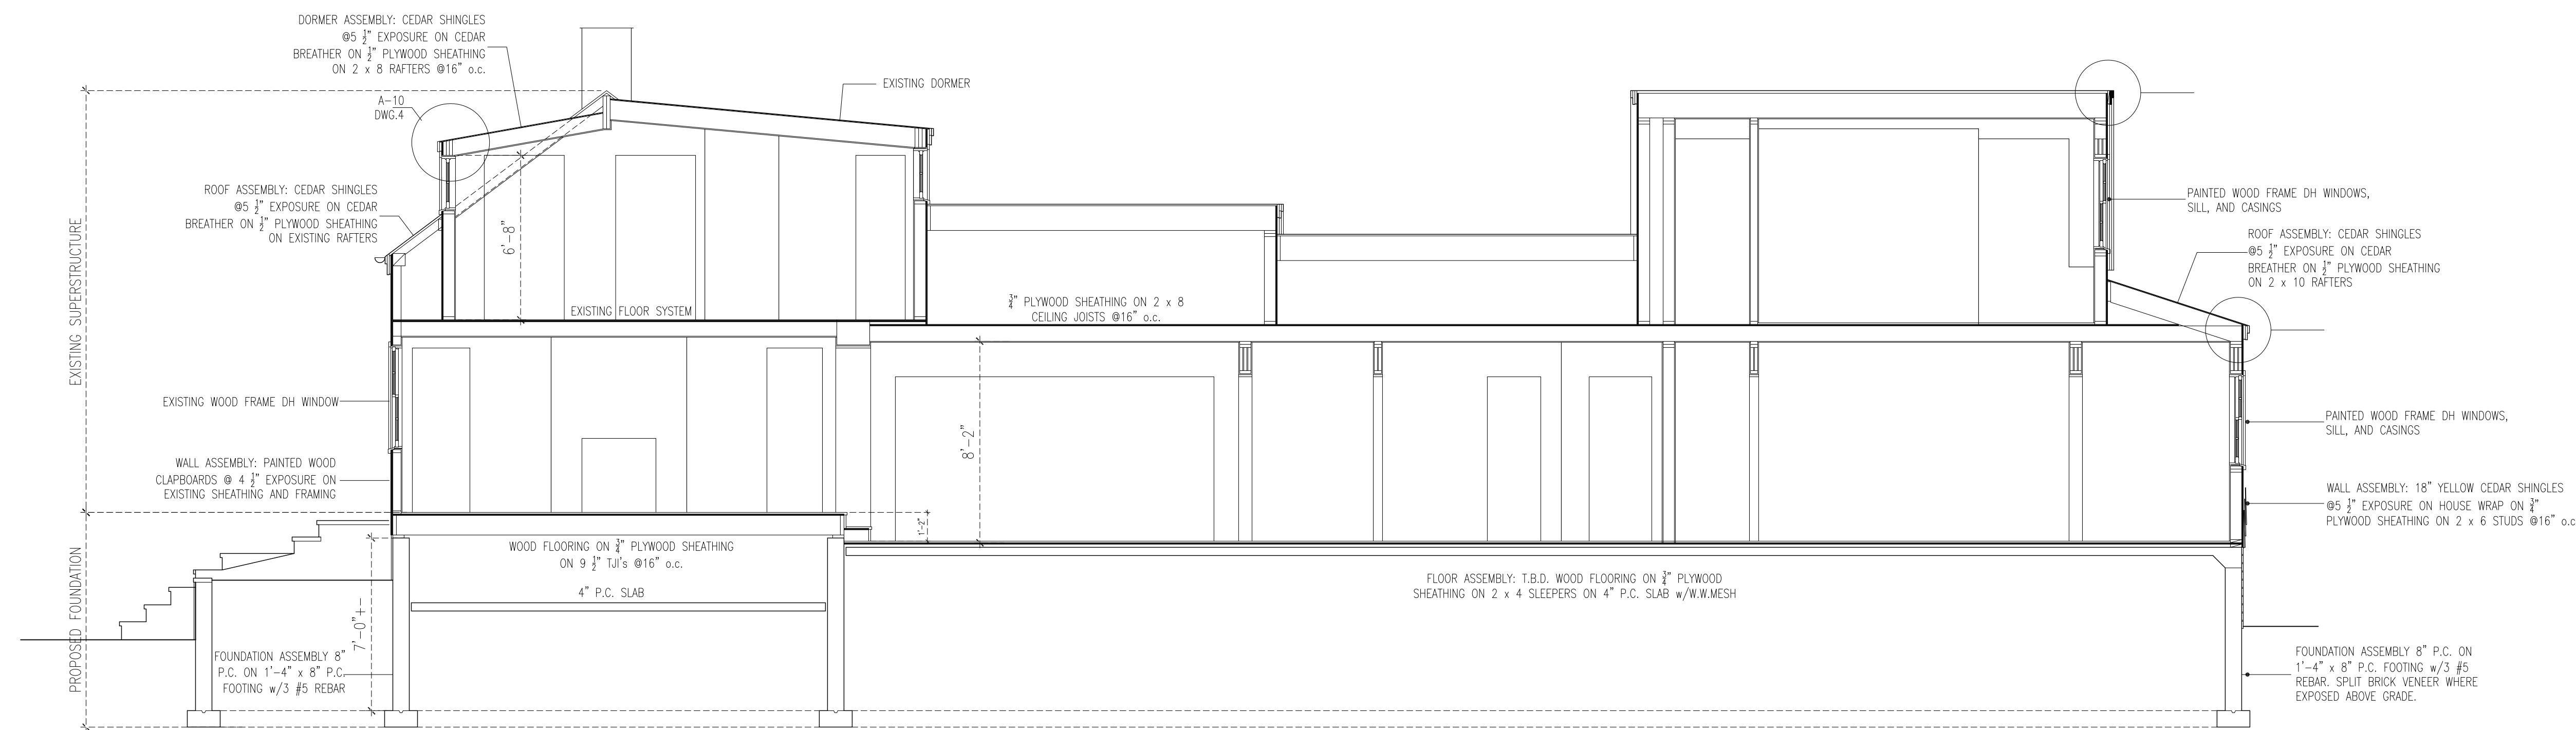 DORMER ASSEMBLY: CEDAR SHINGLES
@5 1/2" EXPOSURE ON CEDAR
BREATHER ON 1/2" PLYWOOD SHEATHING
ON 2 x 8 RAFTERS @16" o.c.
EXISTING DORMER
A-10
DWG.4
ROOF ASSEMBLY: CEDAR SHINGLES
@5 1/2" EXPOSURE ON CEDAR
BREATHER ON 1/2" PLYWOOD SHEATHING
ON EXISTING RAFTERS
PAINTED WOOD FRAME DH WINDOWS,
SILL, AND CASINGS
ROOF ASSEMBLY: CEDAR SHINGLES
@5 1/2" EXPOSURE ON CEDAR
BREATHER ON 1/2" PLYWOOD SHEATHING
ON 2 x 10 RAFTERS
EXISTING SUPERSTRUCTURE
6'-8"
EXISTING FLOOR SYSTEM
3/4" PLYWOOD SHEATHING ON 2 x 8
CEILING JOISTS @16" o.c.
EXISTING WOOD FRAME DH WINDOW
8'-2"
PAINTED WOOD FRAME DH WINDOWS,
SILL, AND CASINGS
WALL ASSEMBLY: PAINTED WOOD
CLAPBOARDS @ 4 1/2" EXPOSURE ON
EXISTING SHEATHING AND FRAMING
WALL ASSEMBLY: 18" YELLOW CEDAR SHINGLES
@5 1/2" EXPOSURE ON HOUSE WRAP ON 3/4"
PLYWOOD SHEATHING ON 2 x 6 STUDS @16" o.c
1'-2"
PROPOSED FOUNDATION
WOOD FLOORING ON 3/4" PLYWOOD SHEATHING
ON 9 1/2" TJI's @16" o.c.
4" P.C. SLAB
FLOOR ASSEMBLY: T.B.D. WOOD FLOORING ON 3/4" PLYWOOD
SHEATHING ON 2 x 4 SLEEPERS ON 4" P.C. SLAB w/W.W.MESH
7'-0"+-
FOUNDATION ASSEMBLY 8"
P.C. ON 1'-4" x 8" P.C.
FOOTING w/3 #5 REBAR
FOUNDATION ASSEMBLY 8" P.C. ON
1'-4" x 8" P.C. FOOTING w/3 #5
REBAR. SPLIT BRICK VENEER WHERE
EXPOSED ABOVE GRADE.